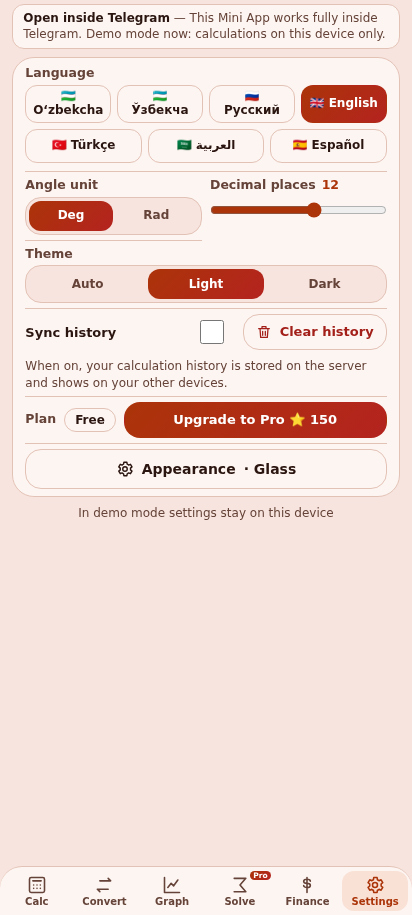 Open inside Telegram — This Mini App works fully inside
Telegram. Demo mode now: calculations on this device only.
Language
🇺🇿 Oʻzbekcha
🇺🇿 Ўзбекча
🇷🇺 Русский
🇬🇧 English
🇹🇷 Türkçe
🇸🇦 العربية
🇪🇸 Español
Angle unit
Decimal places 12
Deg
Rad
Theme
Auto
Light
Dark
Sync history
Clear history
When on, your calculation history is stored on the server
and shows on your other devices.
Plan
Free
Upgrade to Pro ⭐ 150
Appearance · Glass
In demo mode settings stay on this device
Calc
Convert
Graph
Solve
Pro
Finance
Settings